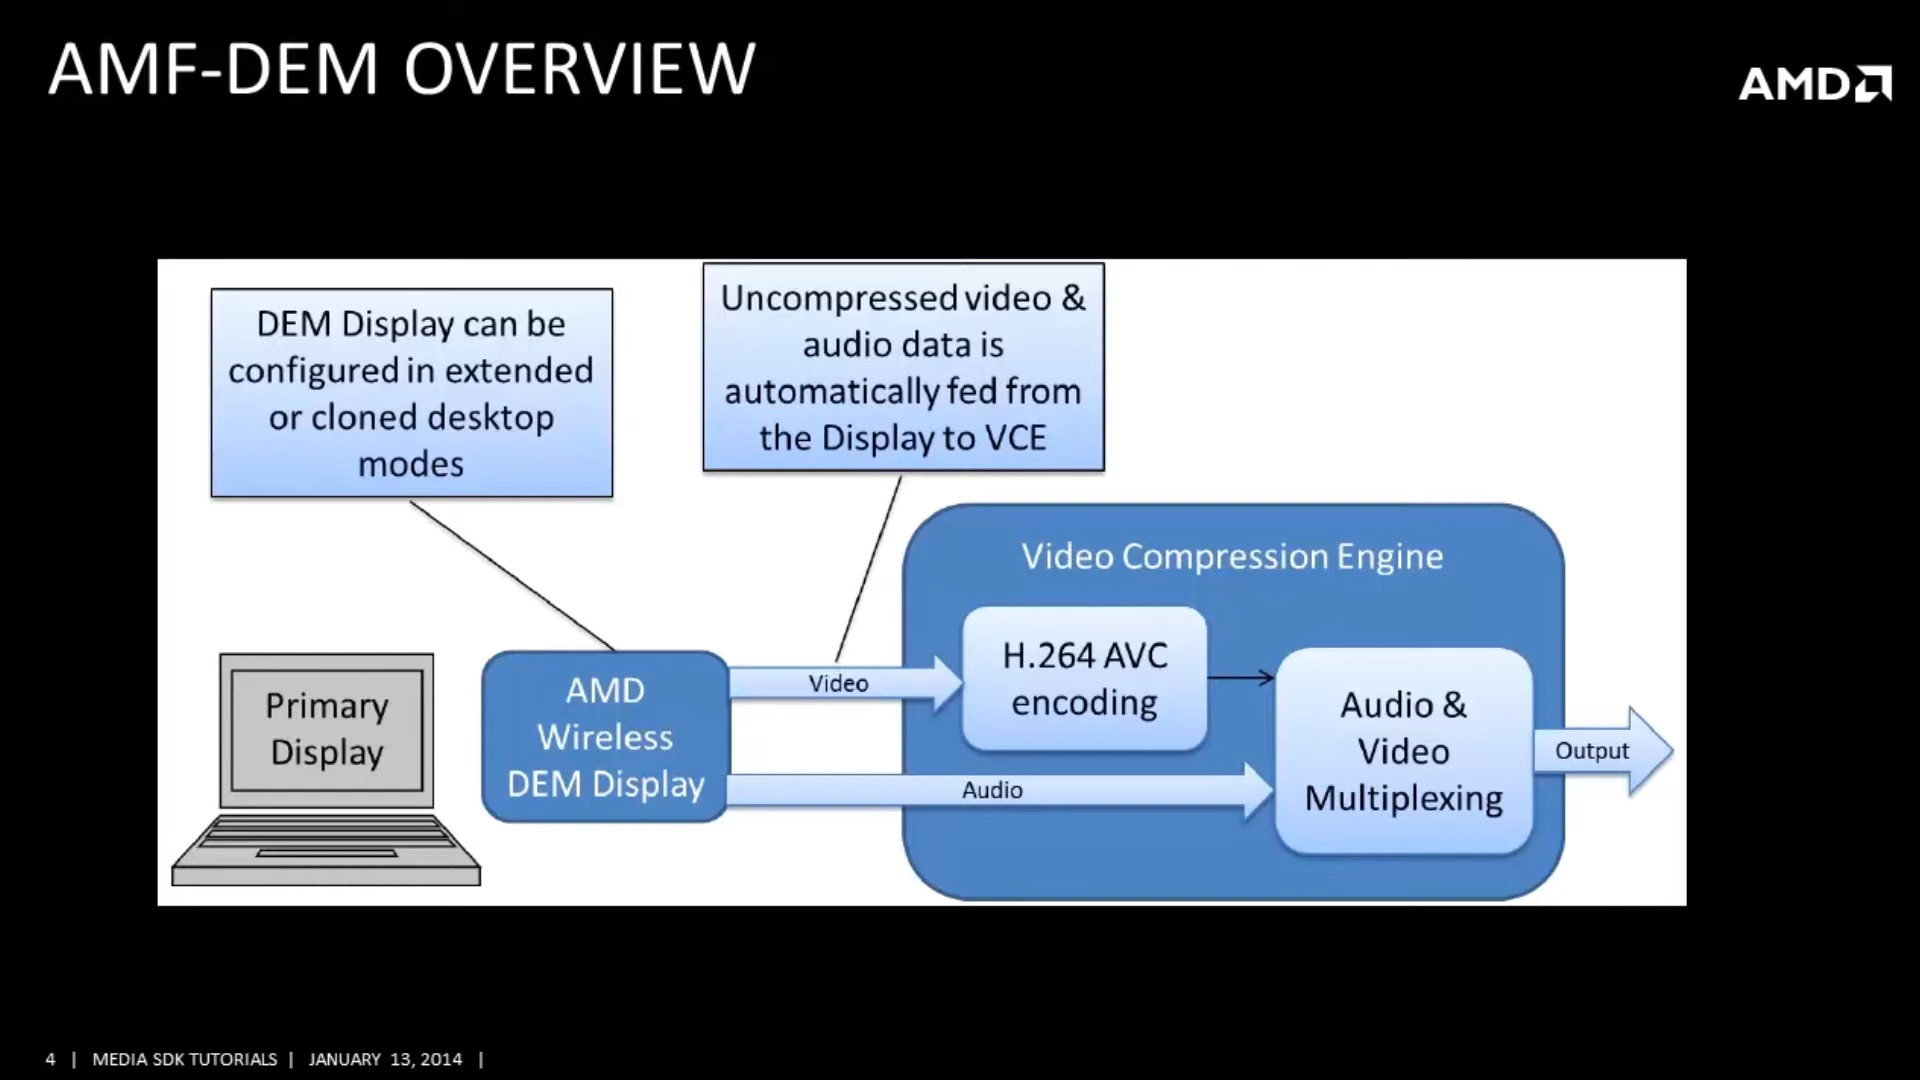 AMF-DEM OVERVIEW
AMD
DEM Display can be
configured in extended
or cloned desktop
modes
Uncompressed video &
audio data is
automatically fed from
the Display to VCE
Video Compression Engine
Primary
Display
AMD
Wireless
DEM Display
Video
Audio
H.264 AVC
encoding
Audio &
Video
Multiplexing
Output
4 | MEDIA SDK TUTORIALS | JANUARY 13, 2014 |